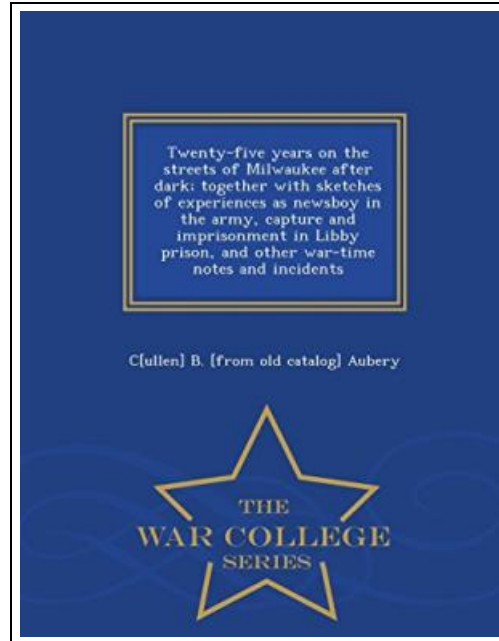 Twenty-five years on the
streets of Milwaukee after
dark; together with sketches
of experiences as newsboy in
the army, capture and
imprisonment in Libby
prison, and other war-time
notes and incidents
C[ullen] B. [from old catalog] Aubery
THE
WAR COLLEGE
SERIES